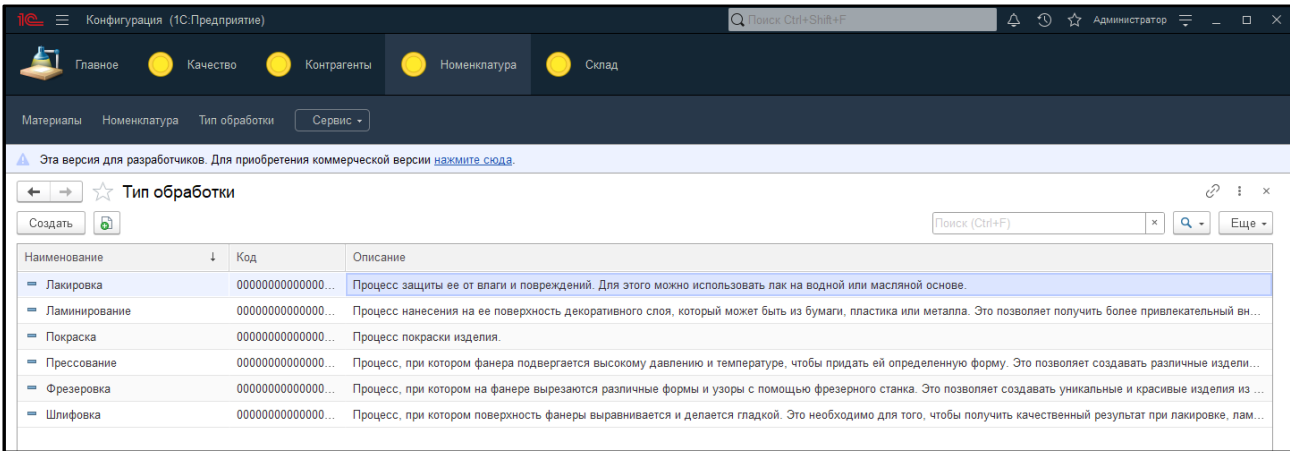 1С Конфигурация (1С:Предприятие) Поиск Ctrl+Shift+F Администратор
Главное Качество Контрагенты Номенклатура Склад
Материалы Номенклатура Тип обработки Сервис
Эта версия для разработчиков. Для приобретения коммерческой версии нажмите сюда.
Тип обработки
Создать Поиск (Ctrl+F) × Еще
Наименование ↓ Код Описание
Лакировка 00000000000000... Процесс защиты ее от влаги и повреждений. Для этого можно использовать лак на водной или масляной основе.
Ламинирование 00000000000000... Процесс нанесения на ее поверхность декоративного слоя, который может быть из бумаги, пластика или металла. Это позволяет получить более привлекательный вн...
Покраска 00000000000000... Процесс покраски изделия.
Прессование 00000000000000... Процесс, при котором фанера подвергается высокому давлению и температуре, чтобы придать ей определенную форму. Это позволяет создавать различные издели...
Фрезеровка 00000000000000... Процесс, при котором на фанере вырезаются различные формы и узоры с помощью фрезерного станка. Это позволяет создавать уникальные и красивые изделия из ...
Шлифовка 00000000000000... Процесс, при котором поверхность фанеры выравнивается и делается гладкой. Это необходимо для того, чтобы получить качественный результат при лакировке, лам...